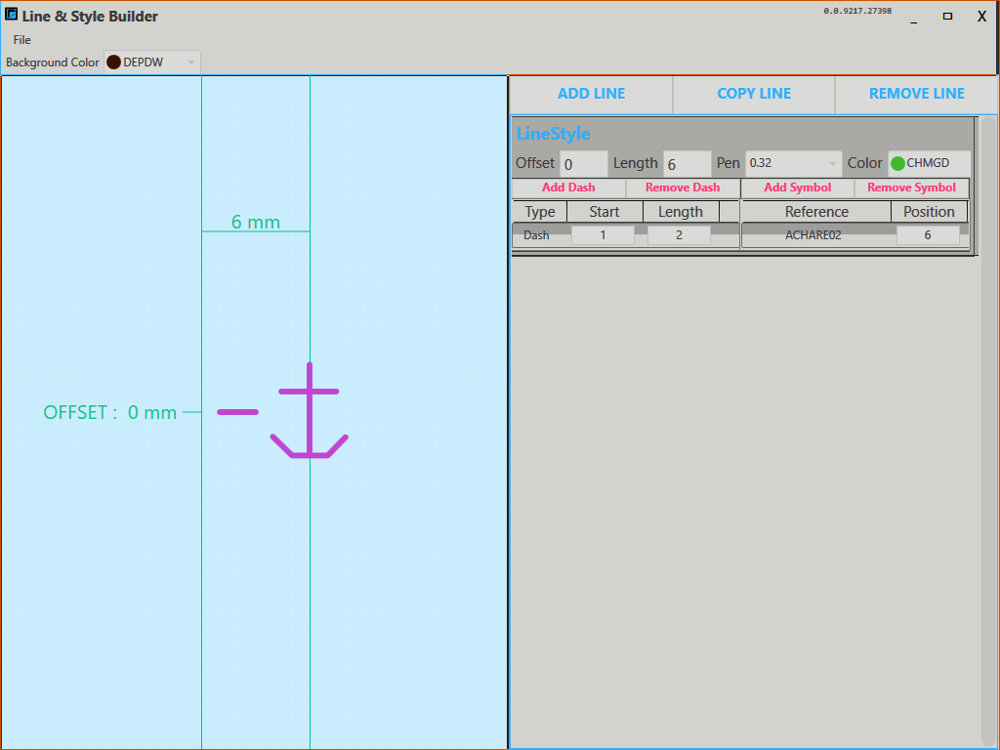 Line & Style Builder
0.0.9217.27398
File
Background Color DEPDW
ADD LINE COPY LINE REMOVE LINE
LineStyle
Offset 0 Length 6 Pen 0.32 Color CHMGD
Add Dash Remove Dash Add Symbol Remove Symbol
Type Start Length Reference Position
Dash 1 2 ACHARE02 6
6 mm
OFFSET : 0 mm